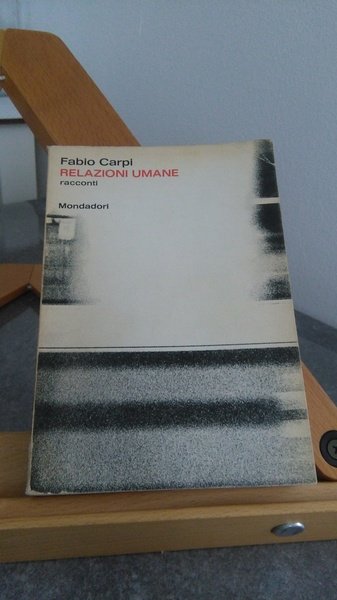 Fabio Carpi
RELAZIONI UMANE
racconti
Mondadori